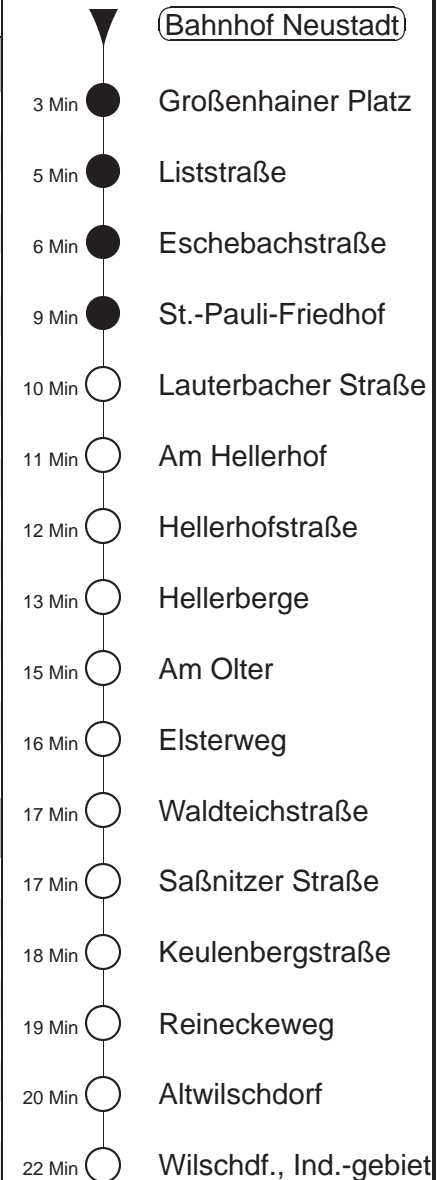 Bahnhof Neustadt
3 Min Großenhainer Platz
5 Min Liststraße
6 Min Eschebachstraße
9 Min St.-Pauli-Friedhof
10 Min Lauterbacher Straße
11 Min Am Hellerhof
12 Min Hellerhofstraße
13 Min Hellerberge
15 Min Am Olter
16 Min Elsterweg
17 Min Waldteichstraße
17 Min Saßnitzer Straße
18 Min Keulenbergstraße
19 Min Reineckeweg
20 Min Altwilschdorf
22 Min Wilschdf., Ind.-gebiet